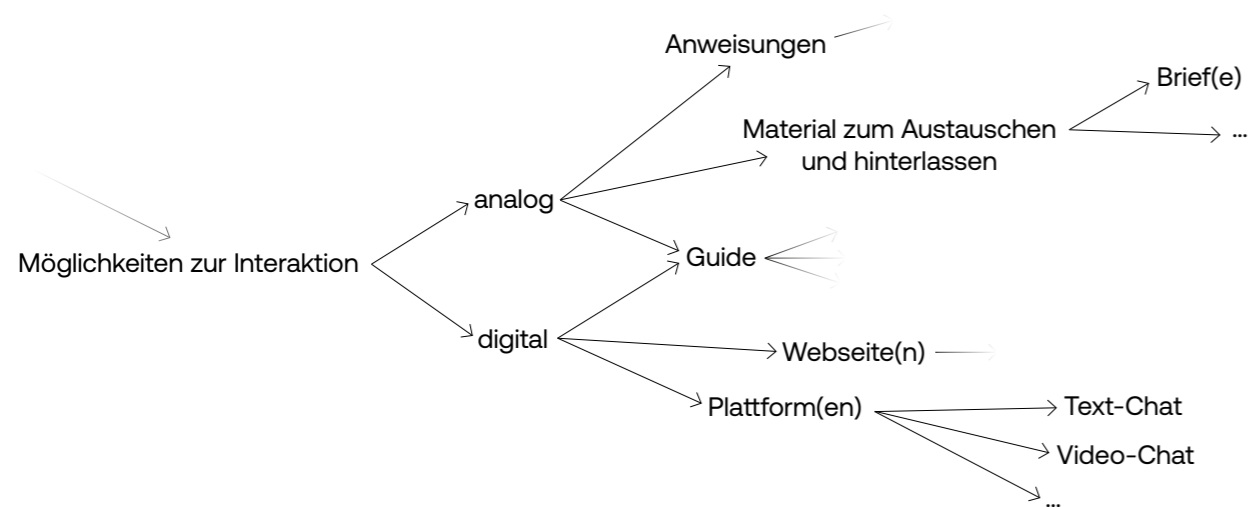 Anweisungen
Brief(e)
Material zum Austauschen
und hinterlassen
...
analog
Möglichkeiten zur Interaktion
Guide
digital
Webseite(n)
Plattform(en)
Text-Chat
Video-Chat
...